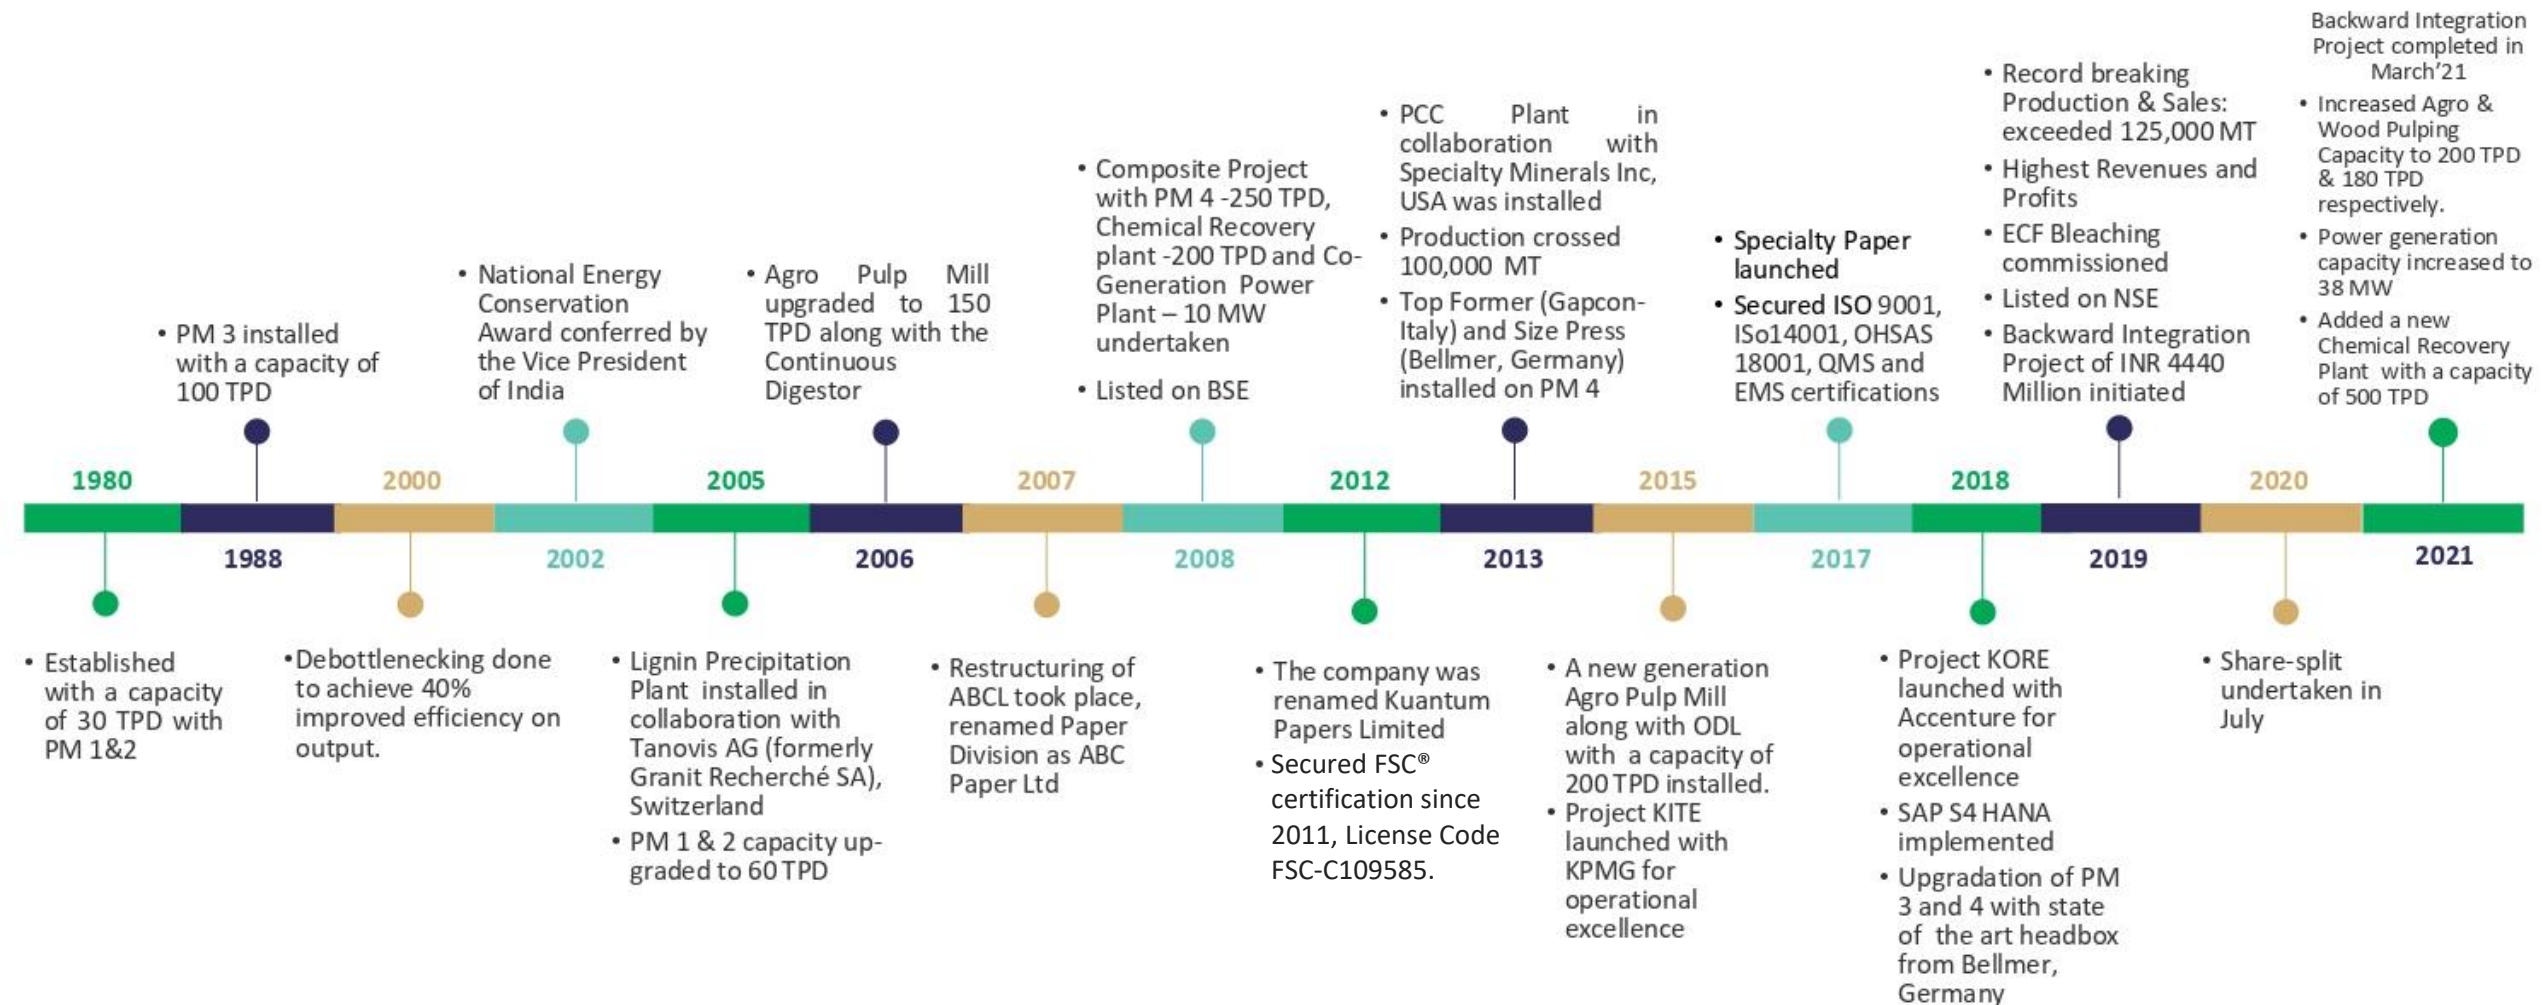 1980
• Established
with a capacity
of 30 TPD with
PM 1&2
• PM 3 installed
with a capacity of
100 TPD
1988
2000
•Debottlenecking done
to achieve 40%
improved efficiency on
output.
• National Energy
Conservation
Award conferred by
the Vice President
of India
2002
2005
• Lignin Precipitation
Plant installed in
collaboration with
Tanovis AG (formerly
Granit Recherché SA),
Switzerland
• PM 1 & 2 capacity up-
graded to 60 TPD
• Agro Pulp Mill
upgraded to 150
TPD along with the
Continuous
Digestor
2006
2007
• Restructuring of
ABCL took place,
renamed Paper
Division as ABC
Paper Ltd
• Composite Project
with PM 4 -250 TPD,
Chemical Recovery
plant -200 TPD and Co-
Generation Power
Plant – 10 MW
undertaken
• Listed on BSE
2008
2012
• The company was
renamed Kuantum
Papers Limited
• Secured FSC®
certification since
2011, License Code
FSC-C109585.
• PCC Plant in
collaboration with
Specialty Minerals Inc,
USA was installed
• Production crossed
100,000 MT
• Top Former (Gapcon-
Italy) and Size Press
(Bellmer, Germany)
installed on PM 4
2013
2015
• A new generation
Agro Pulp Mill
along with ODL
with a capacity of
200 TPD installed.
• Project KITE
launched with
KPMG for
operational
excellence
• Specialty Paper
launched
• Secured ISO 9001,
ISo14001, OHSAS
18001, QMS and
EMS certifications
2017
2018
• Project KORE
launched with
Accenture for
operational
excellence
• SAP S4 HANA
implemented
• Upgradation of PM
3 and 4 with state
of the art headbox
from Bellmer,
Germany
• Record breaking
Production & Sales:
exceeded 125,000 MT
• Highest Revenues and
Profits
• ECF Bleaching
commissioned
• Listed on NSE
• Backward Integration
Project of INR 4440
Million initiated
2019
2020
• Share-split
undertaken in
July
Backward Integration
Project completed in
March’21
• Increased Agro &
Wood Pulping
Capacity to 200 TPD
& 180 TPD
respectively.
• Power generation
capacity increased to
38 MW
• Added a new
Chemical Recovery
Plant with a capacity
of 500 TPD
2021